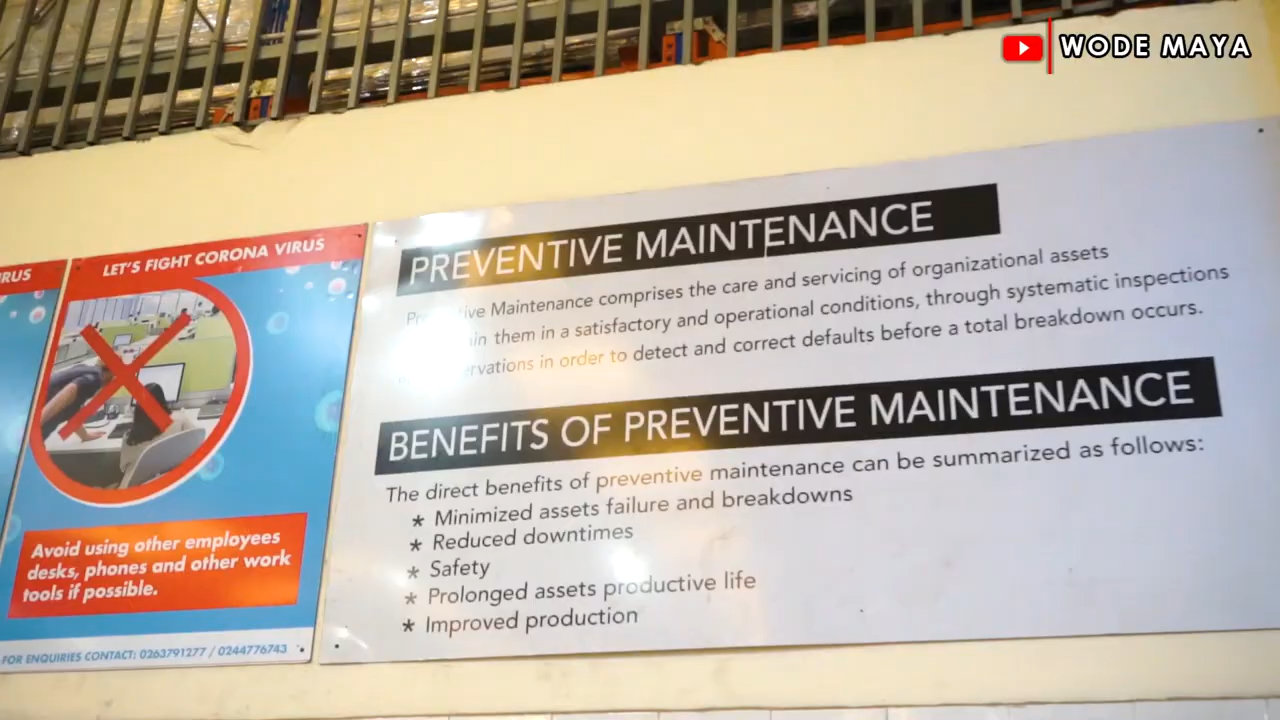 WODE MAYA
RUS
LET'S FIGHT CORONA VIRUS
Avoid using other employees
desks, phones and other work
tools if possible.
FOR ENQUIRIES CONTACT: 0263791277 / 0244776743
PREVENTIVE MAINTENANCE
Maintenance comprises the care and servicing of organizational assets
them in a satisfactory and operational conditions, through systematic inspections
in order to detect and correct defaults before a total breakdown occurs.
BENEFITS OF PREVENTIVE MAINTENANCE
The direct benefits of preventive maintenance can be summarized as follows:
* Minimized assets failure and breakdowns
* Reduced downtimes
* Safety
* Prolonged assets productive life
* Improved production